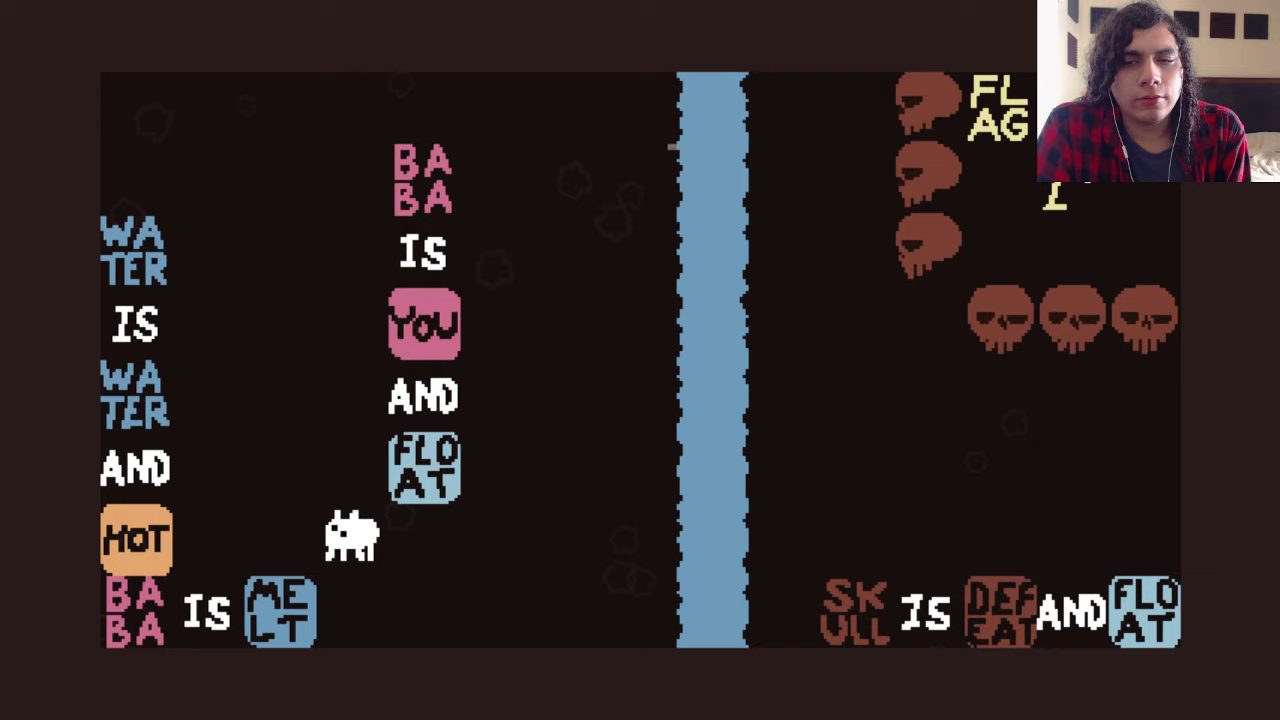 FLAG
BABA
IS
YOU
AND
FLOAT
WATER
IS
WATER
AND
HOT
BABA IS MELT
SKULL IS DEFEAT AND FLOAT